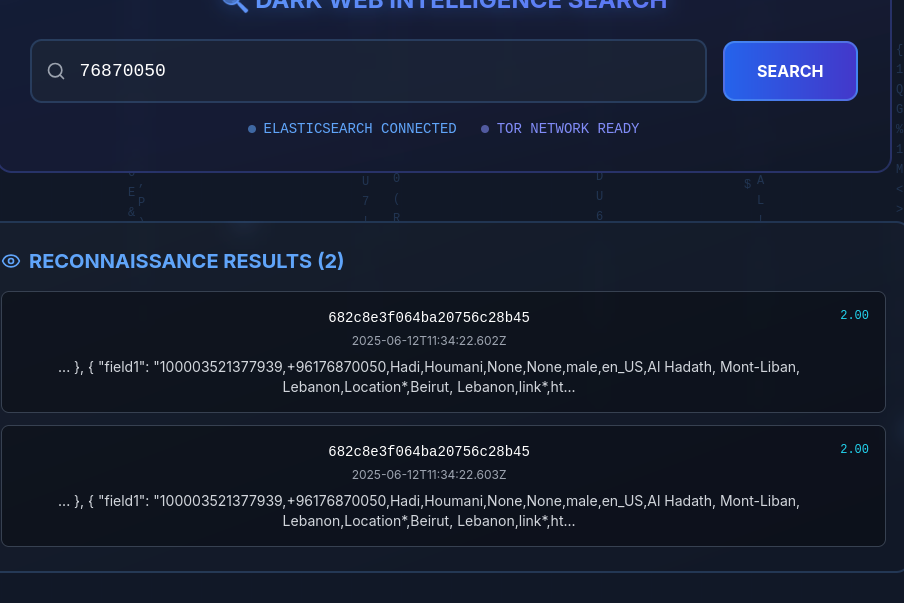 DARK WEB INTELLIGENCE SEARCH
76870050
SEARCH
ELASTICSEARCH CONNECTED
TOR NETWORK READY
RECONNAISSANCE RESULTS (2)
682c8e3f064ba20756c28b45
2.00
2025-06-12T11:34:22.602Z
... }, { "field1": "100003521377939,+96176870050,Hadi,Houmani,None,None,male,en_US,Al Hadath, Mont-Liban,
Lebanon,Location*,Beirut, Lebanon,link*,ht...
682c8e3f064ba20756c28b45
2.00
2025-06-12T11:34:22.603Z
... }, { "field1": "100003521377939,+96176870050,Hadi,Houmani,None,None,male,en_US,Al Hadath, Mont-Liban,
Lebanon,Location*,Beirut, Lebanon,link*,ht...